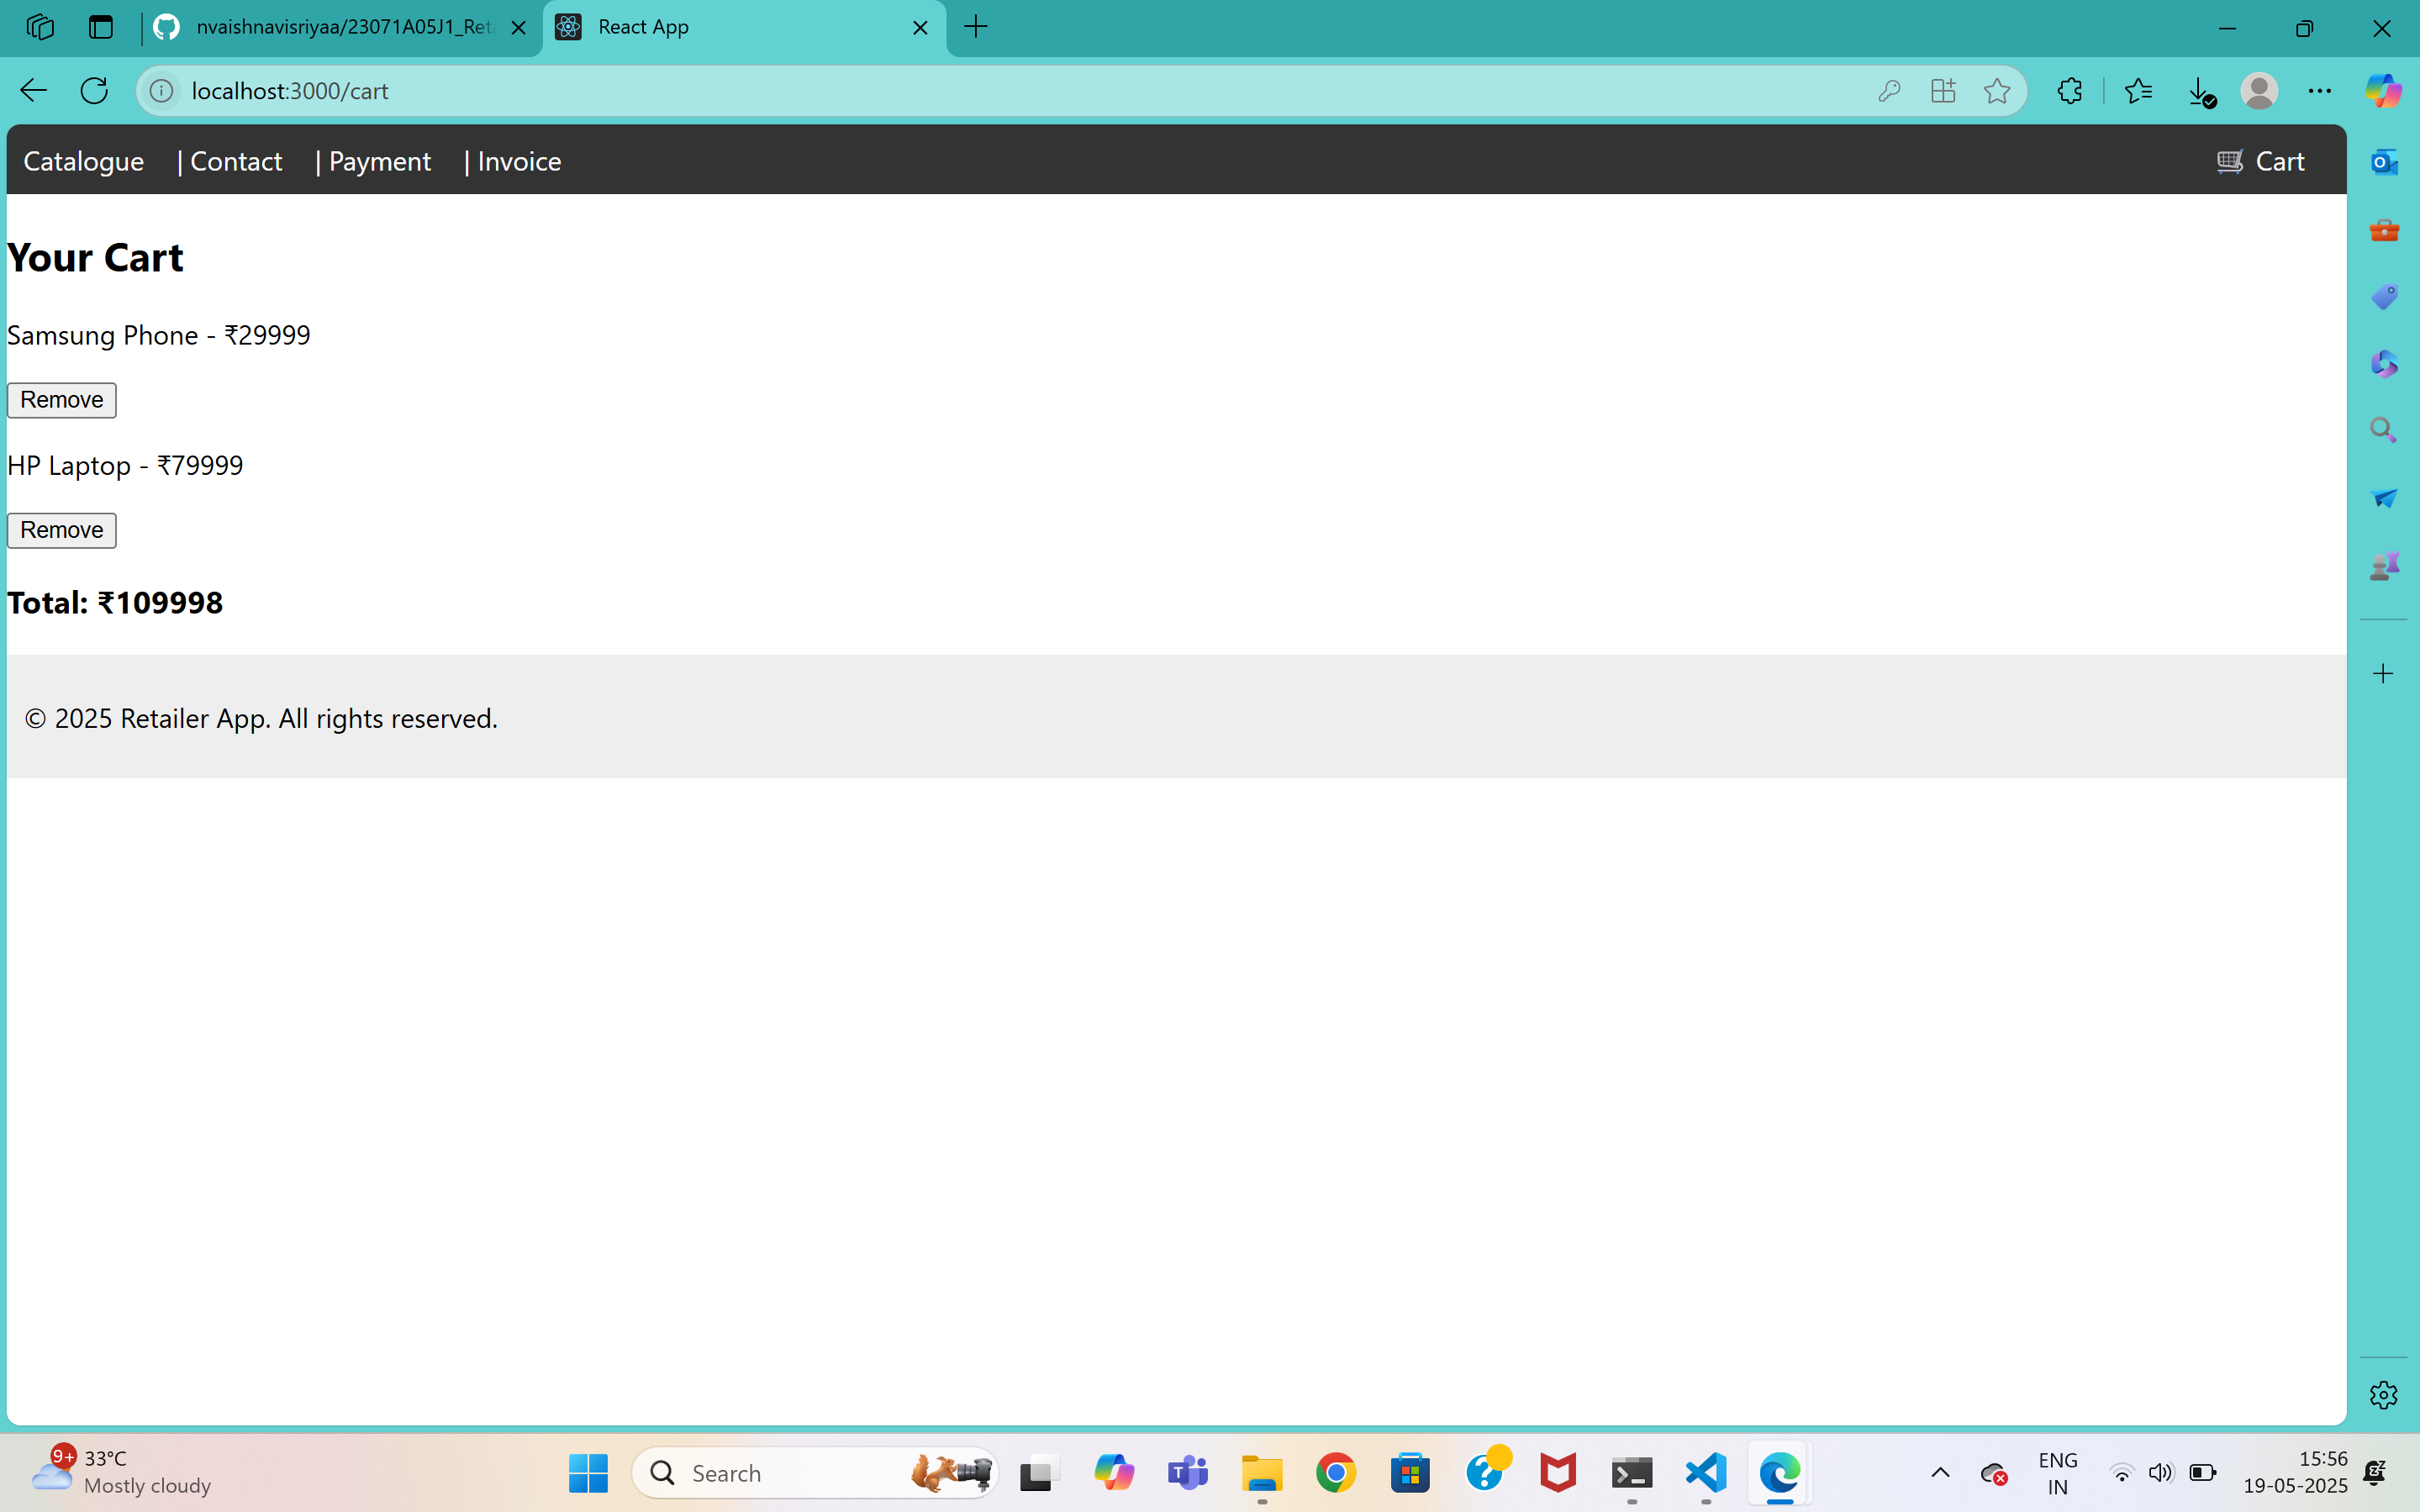 nvaishnavisriyaa/23071A05J1_Ret
React App
localhost:3000/cart
Catalogue | Contact | Payment | Invoice Cart
Your Cart
Samsung Phone - ₹29999
Remove
HP Laptop - ₹79999
Remove
Total: ₹109998
© 2025 Retailer App. All rights reserved.
9+
33°C
Mostly cloudy
Search
ENG
IN
15:56
19-05-2025